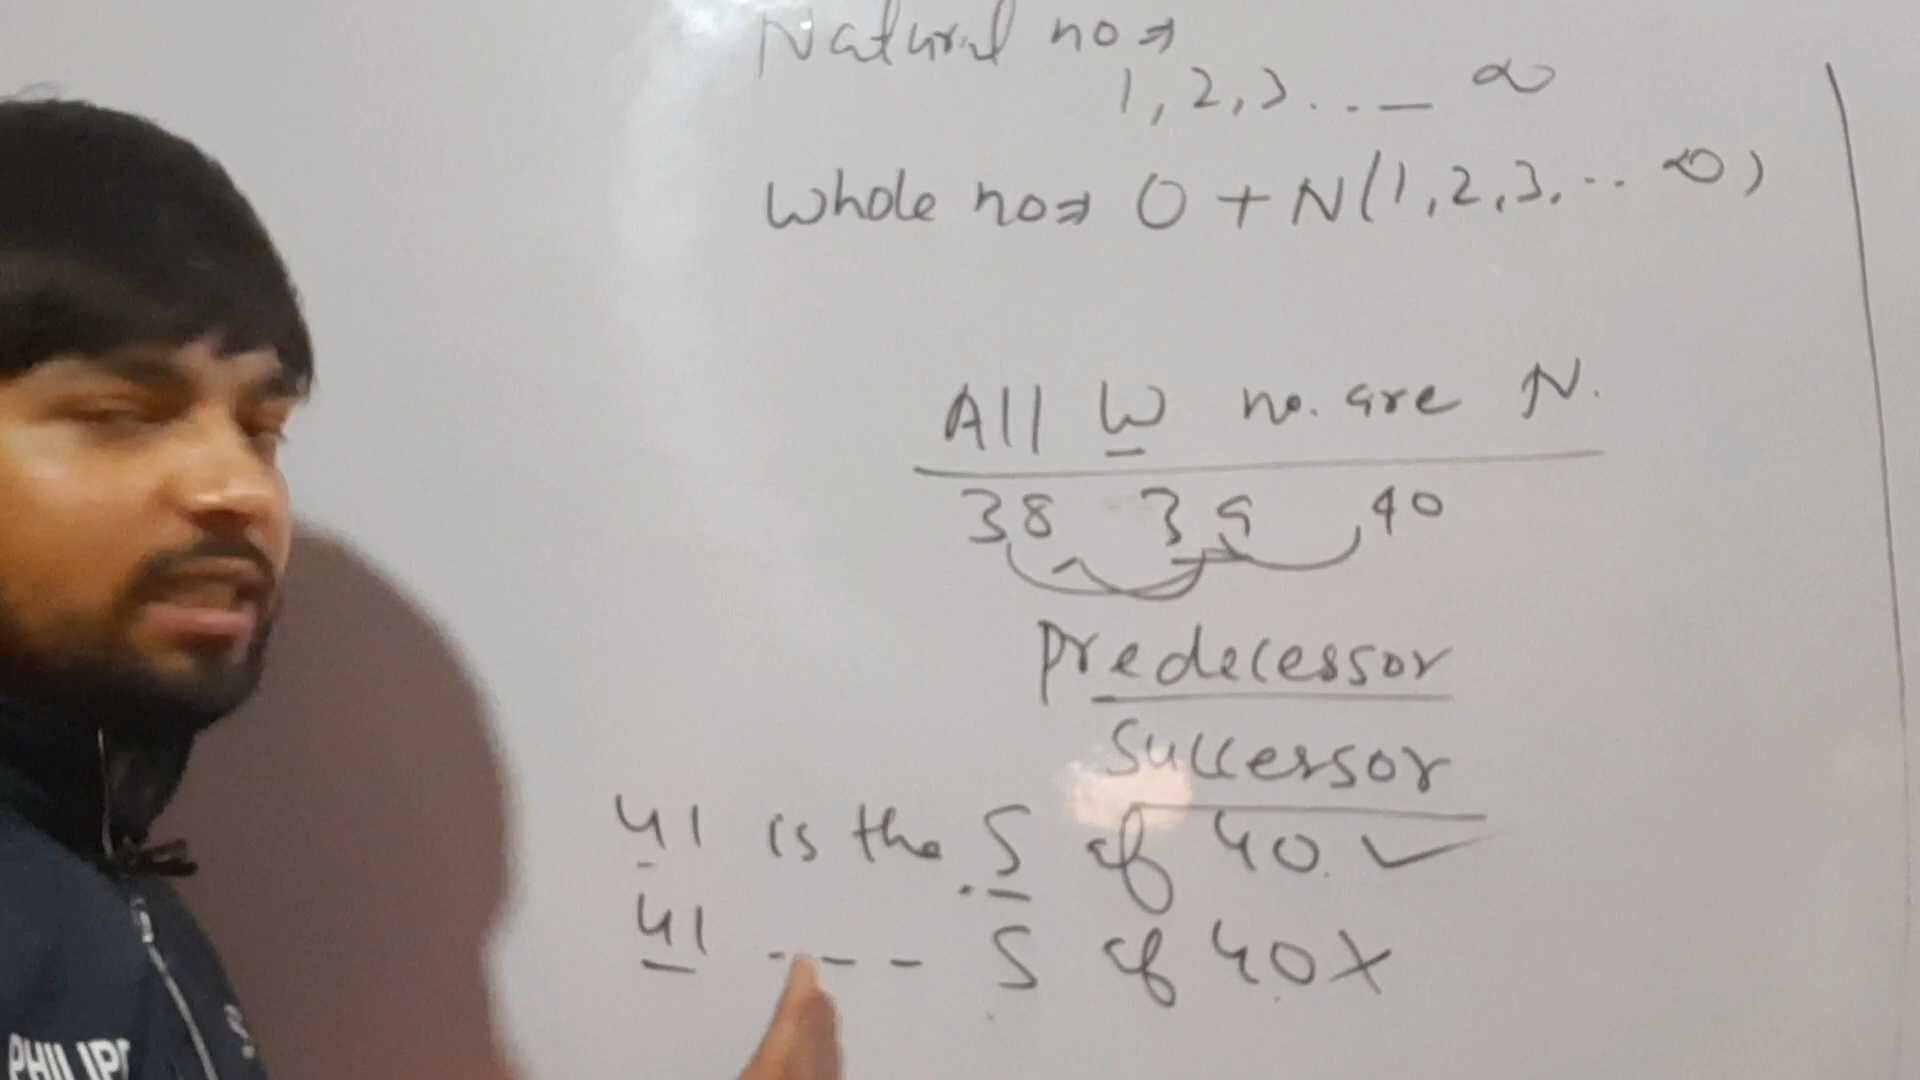 Natural no ⇒
1, 2, 3 . . _ ∞
Whole no ⇒ 0 + N (1, 2, 3, . . . ∞)
All W no. are N.
38 39 40
Predecessor
Successor
41 is the S of 40 ✓
41 - - - S of 40 X